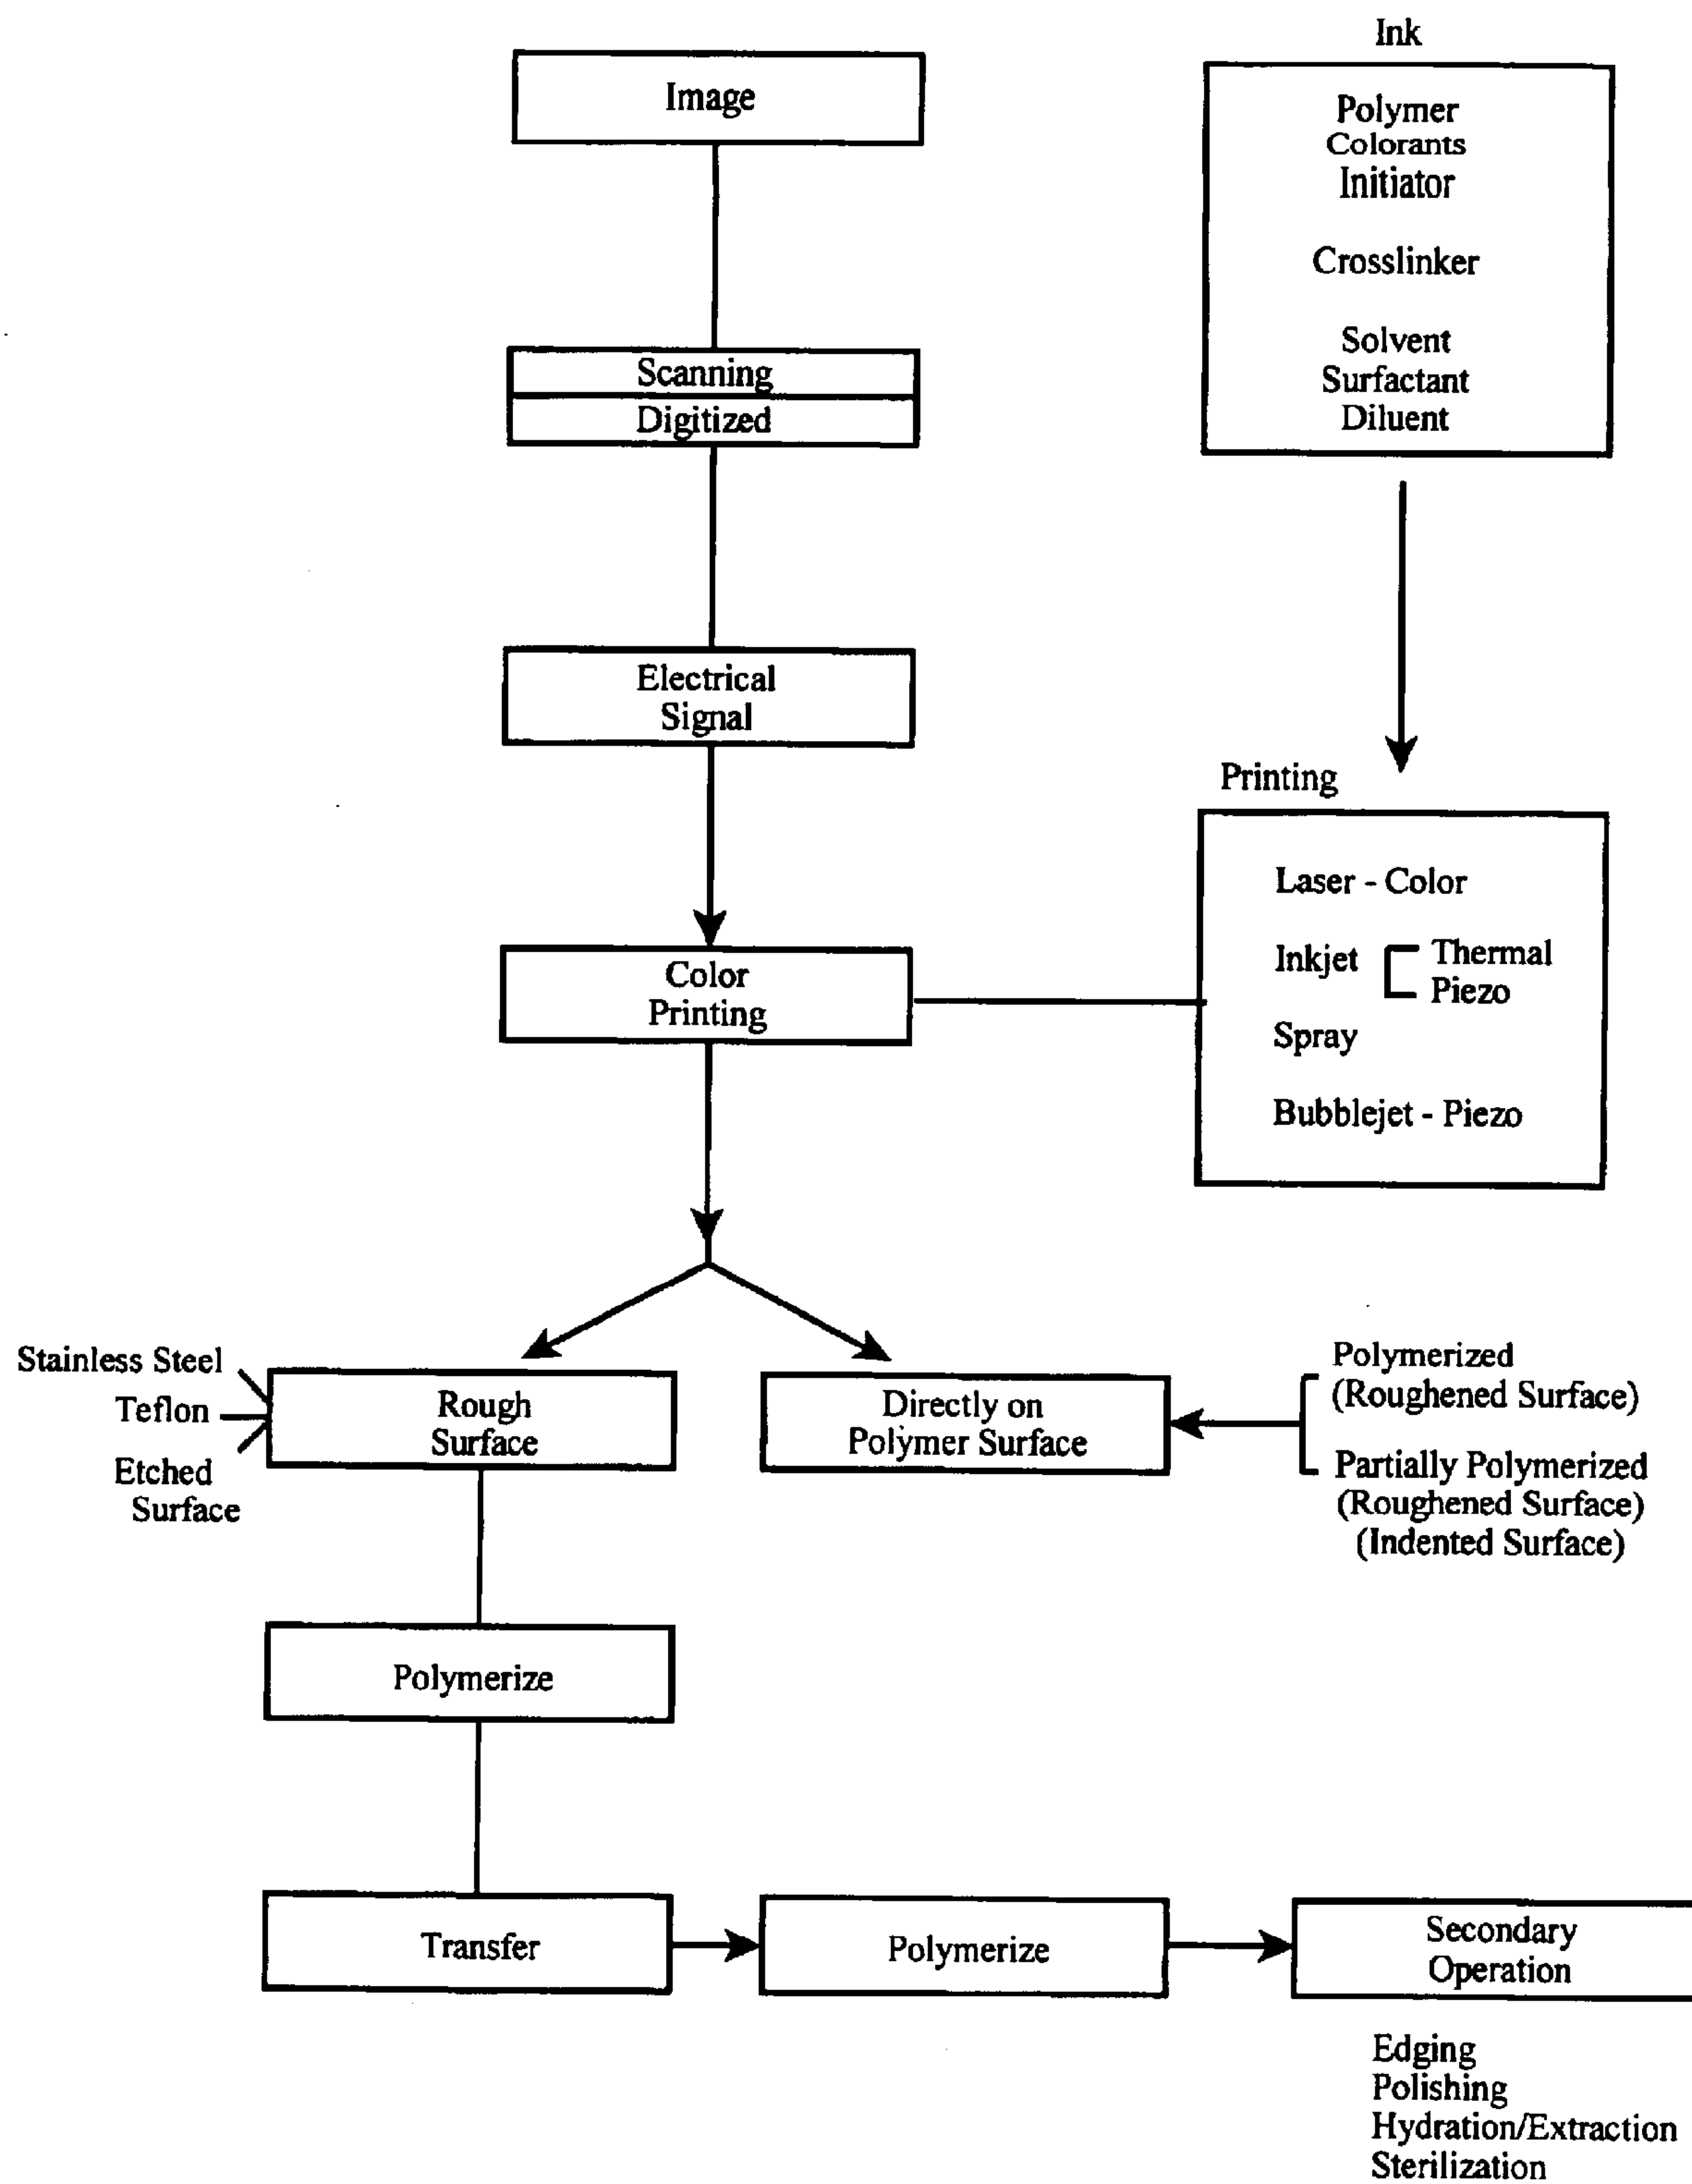 Image
Scanning
Digitized
Electrical
Signal
Color
Printing
Ink
Polymer
Colorants
Initiator
Crosslinker
Solvent
Surfactant
Diluent
Printing
Laser - Color
Inkjet
Thermal
Piezo
Spray
Bubblejet - Piezo
Stainless Steel
Teflon
Etched
Surface
Rough
Surface
Directly on
Polymer Surface
Polymerized
(Roughened Surface)
Partially Polymerized
(Roughened Surface)
(Indented Surface)
Polymerize
Transfer
Polymerize
Secondary
Operation
Edging
Polishing
Hydration/Extraction
Sterilization